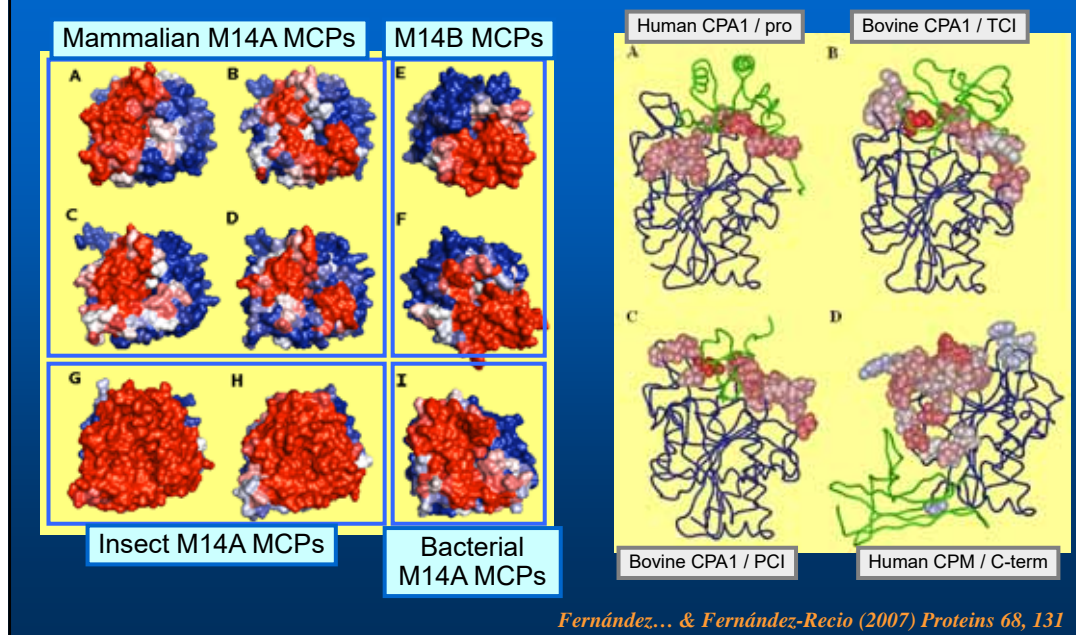 Mammalian M14A MCPs
M14B MCPs
A
B
E
C
D
F
G
H
I
Insect M14A MCPs
Bacterial
M14A MCPs
Human CPA1 / pro
Bovine CPA1 / TCI
A
B
C
D
Bovine CPA1 / PCI
Human CPM / C-term
Fernández... & Fernández-Recio (2007) Proteins 68, 131